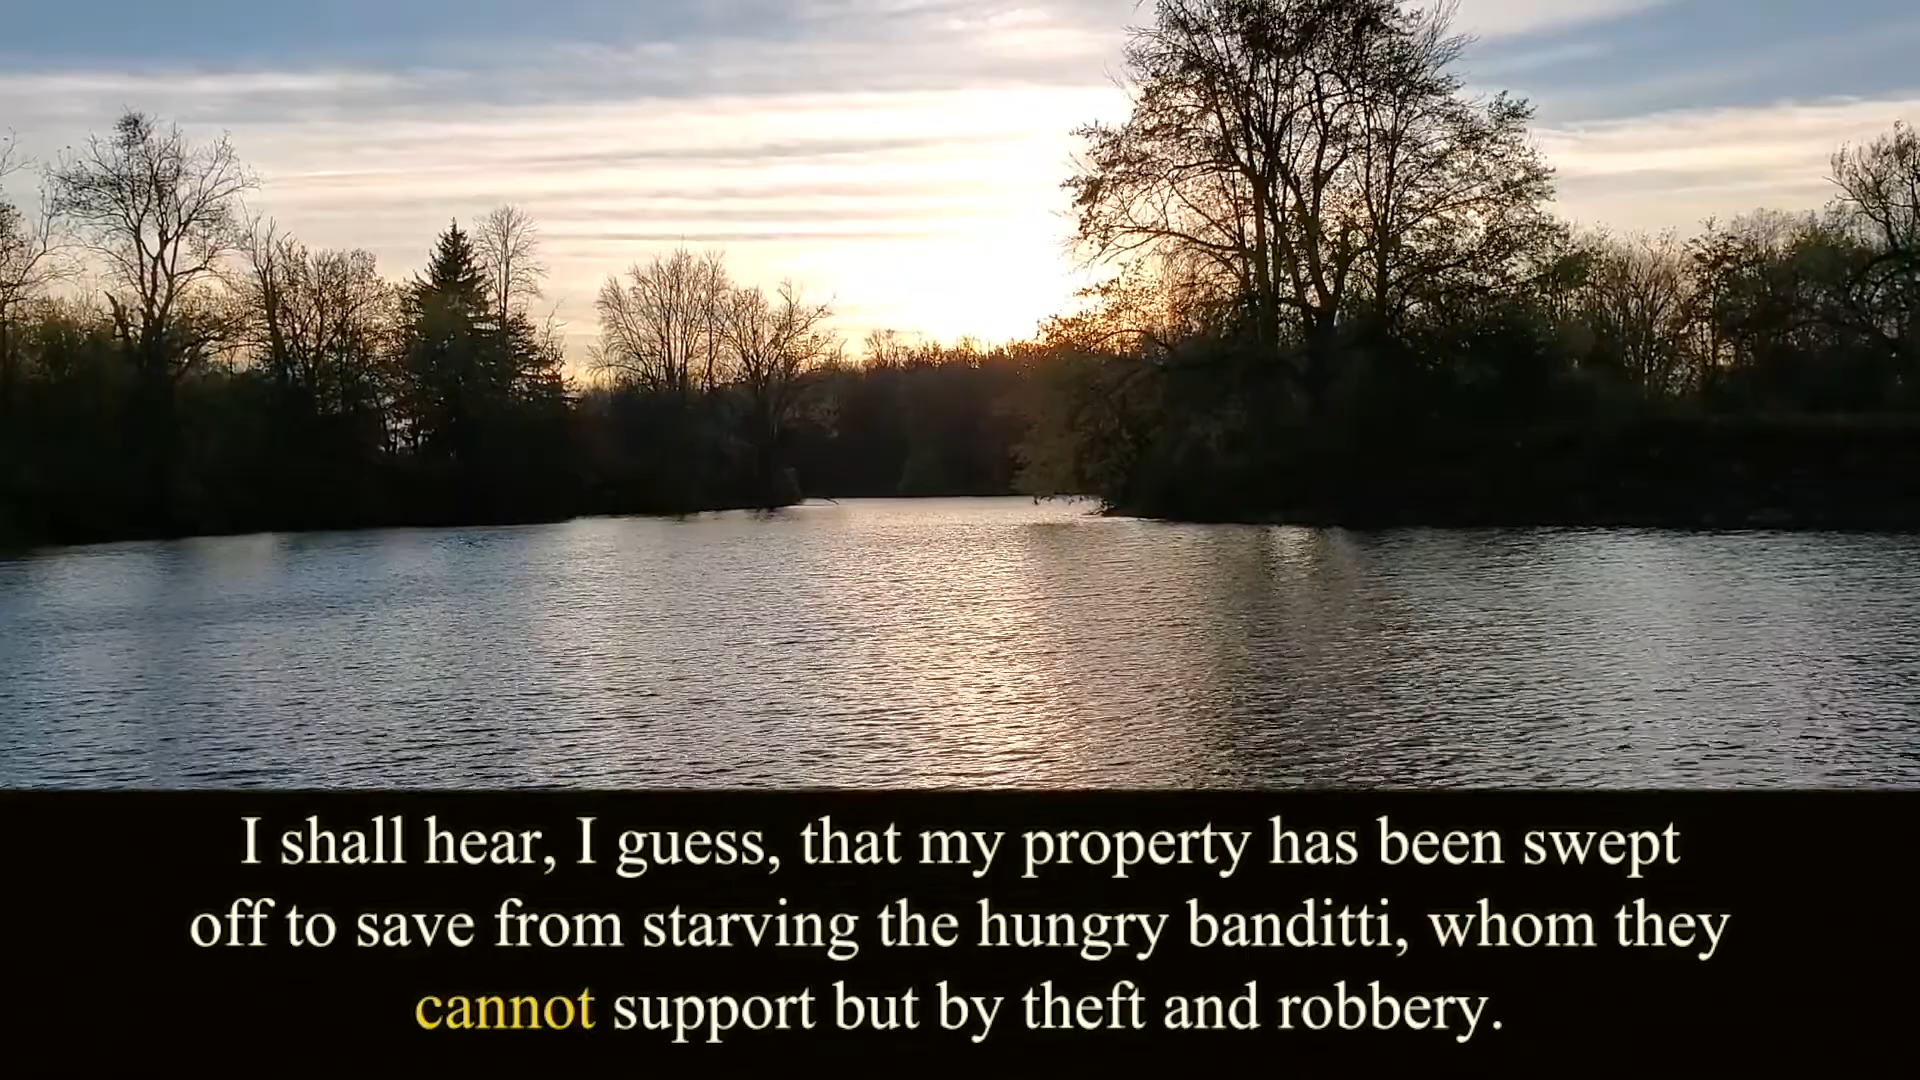 I shall hear, I guess, that my property has been swept
off to save from starving the hungry banditti, whom they
cannot support but by theft and robbery.